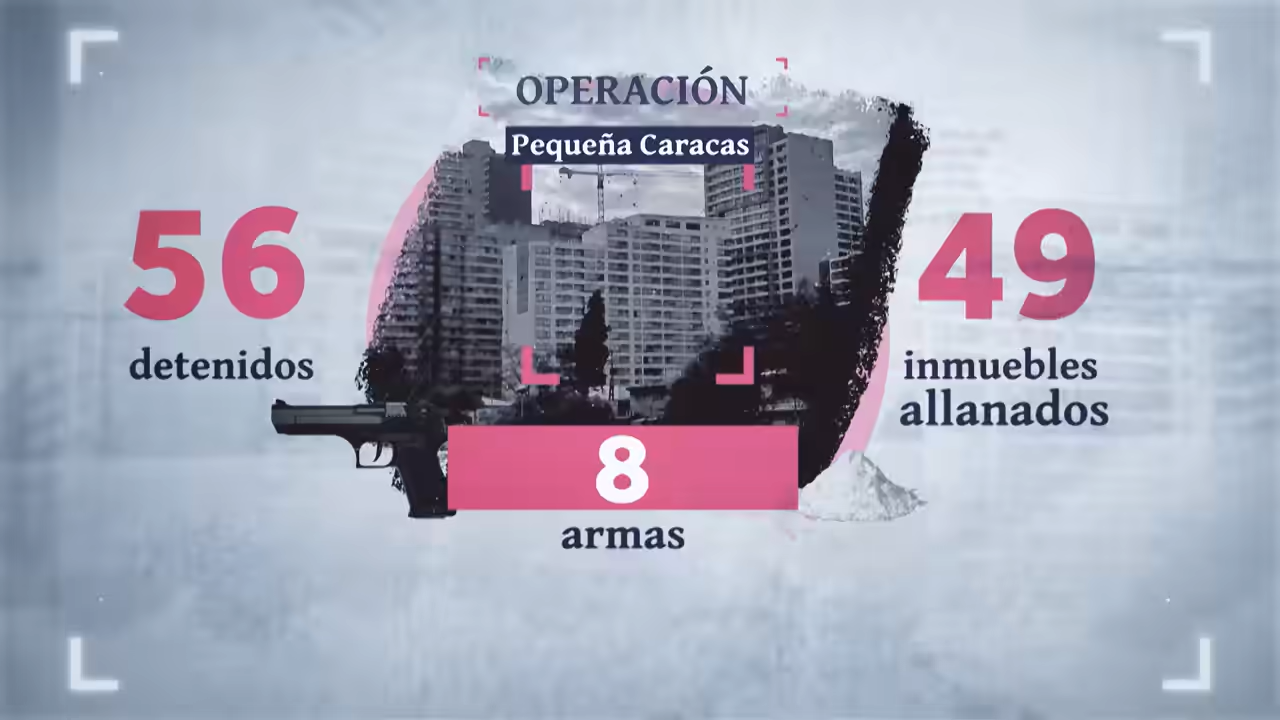 OPERACIÓN
Pequeña Caracas
56
detenidos
49
inmuebles
allanados
8
armas